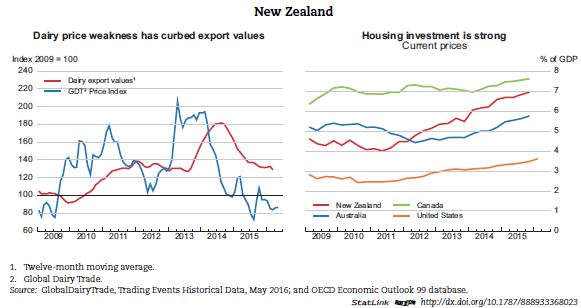 New Zealand
Dairy price weakness has curbed export values
Index 2009 = 100
240
220
200
180
160
140
120
100
80
60
Dairy export values¹
GDT² Price Index
2009 2010 2011 2012 2013 2014 2015
Housing investment is strong
Current prices
% of GDP
8
7
6
5
4
3
2
1
0
New Zealand
Canada
Australia
United States
2009 2010 2011 2012 2013 2014 2015
1. Twelve-month moving average.
2. Global Dairy Trade.
Source: GlobalDairyTrade, Trading Events Historical Data, May 2016; and OECD Economic Outlook 99 database.
StatLink http://dx.doi.org/10.1787/888933368023